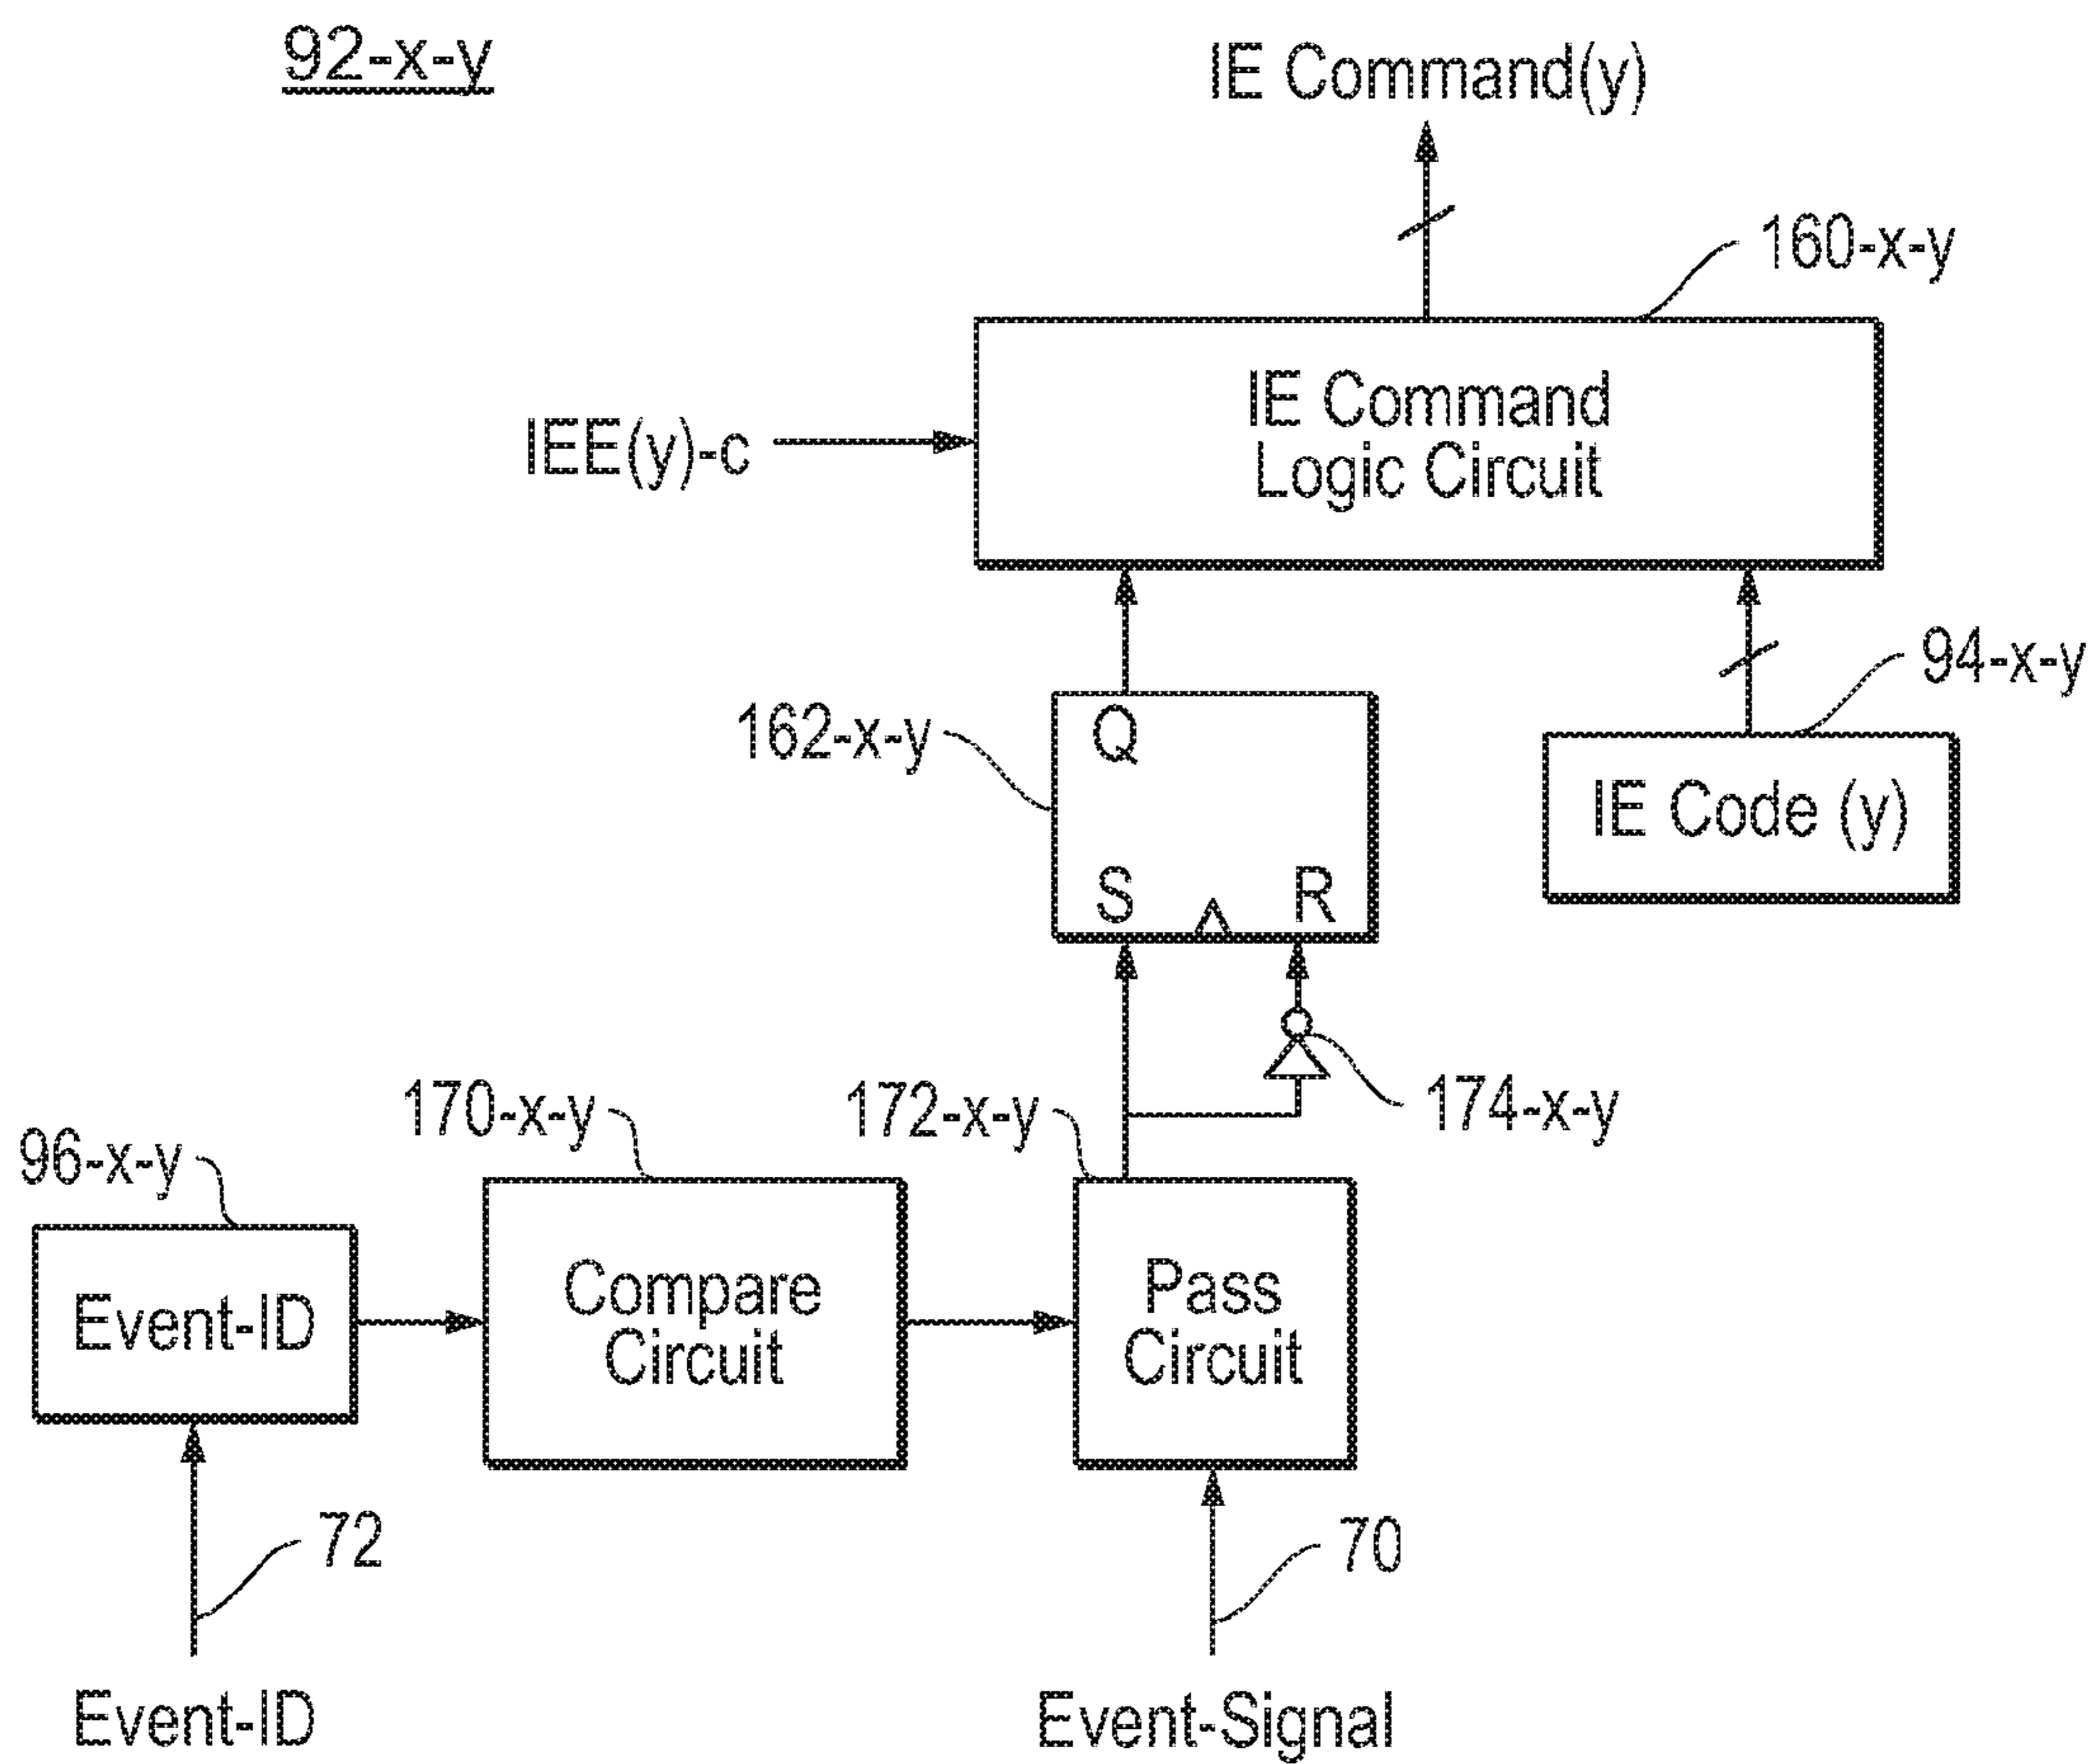 92-x-y
IE Command(y)
160-x-y
IE Command
Logic Circuit
IEE(y)-c
94-x-y
162-x-y
Q
IE Code (y)
S
R
170-x-y
172-x-y
174-x-y
96-x-y
Event-ID
Compare
Circuit
Pass
Circuit
72
70
Event-ID
Event-Signal